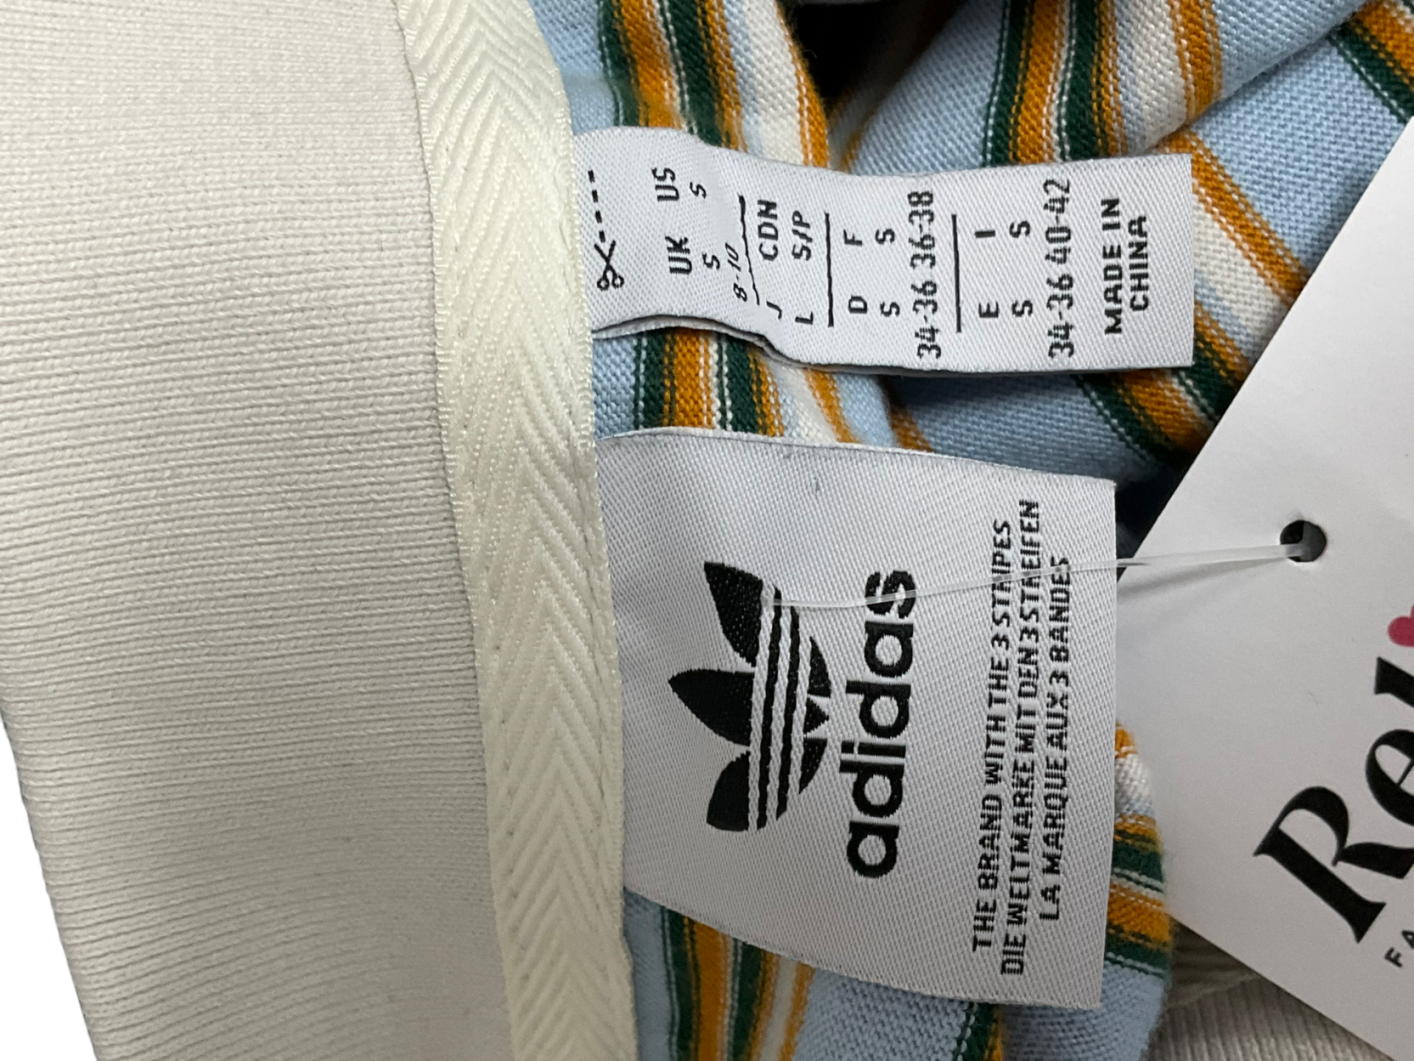 UK US
S S
8-10
J CDN
L S/P
D F
S S
34-36 36-38
E I
S S
34-36 40-42
MADE IN
CHINA
adidas
THE BRAND WITH THE 3 STRIPES
DIE WELTMARKE MIT DEN 3 STREIFEN
LA MARQUE AUX 3 BANDES